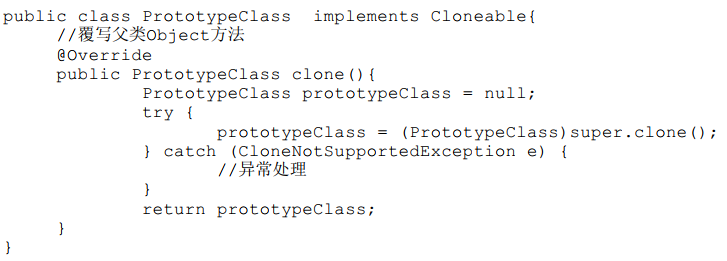 public class PrototypeClass  implements Cloneable{
//覆写父类Object方法
@Override
public PrototypeClass clone(){
PrototypeClass prototypeClass = null;
try {
prototypeClass = (PrototypeClass)super.clone();
} catch (CloneNotSupportedException e) {
//异常处理
}
return prototypeClass;
}
}